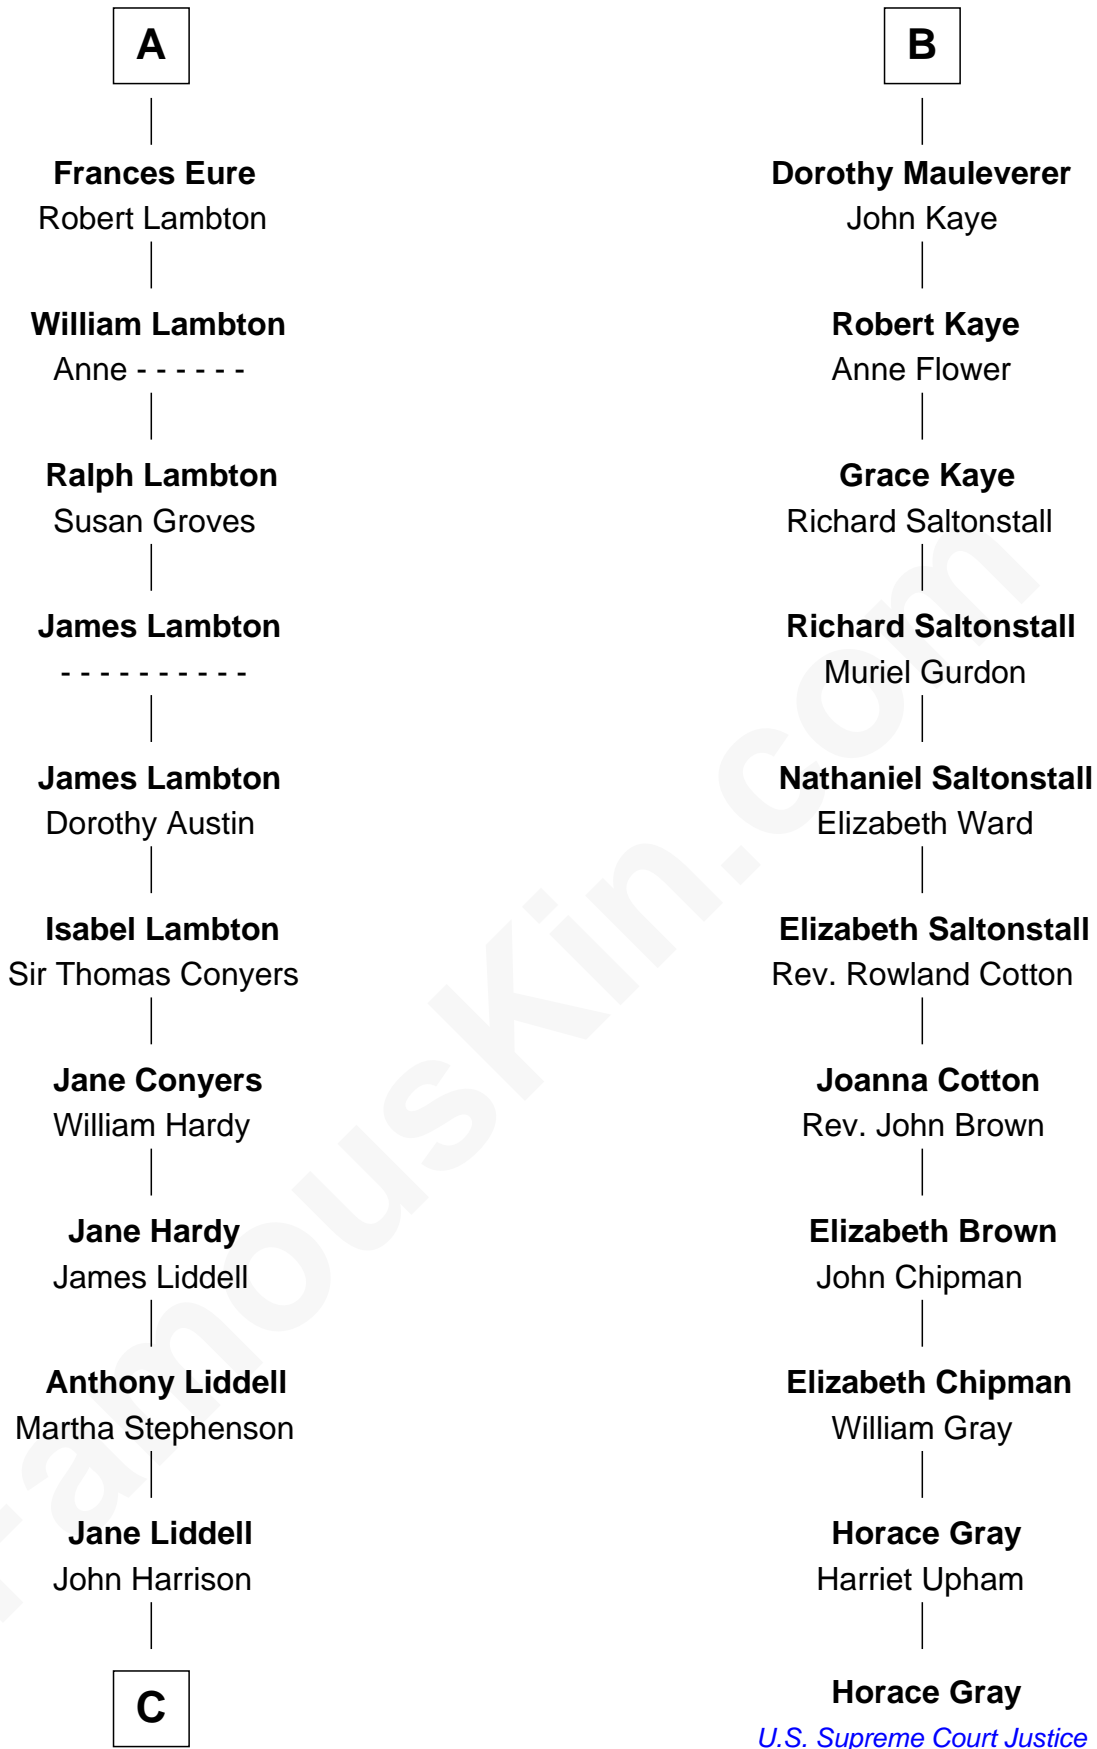 A
Frances Eure
Robert Lambton
William Lambton
Anne - - - - - -
Ralph Lambton
Susan Groves
James Lambton
- - - - - - - - - -
James Lambton
Dorothy Austin
Isabel Lambton
Sir Thomas Conyers
Jane Conyers
William Hardy
Jane Hardy
James Liddell
Anthony Liddell
Martha Stephenson
Jane Liddell
John Harrison
C
B
Dorothy Mauleverer
John Kaye
Robert Kaye
Anne Flower
Grace Kaye
Richard Saltonstall
Richard Saltonstall
Muriel Gurdon
Nathaniel Saltonstall
Elizabeth Ward
Elizabeth Saltonstall
Rev. Rowland Cotton
Joanna Cotton
Rev. John Brown
Elizabeth Brown
John Chipman
Elizabeth Chipman
William Gray
Horace Gray
Harriet Upham
Horace Gray
U.S. Supreme Court Justice
FamousKin.com